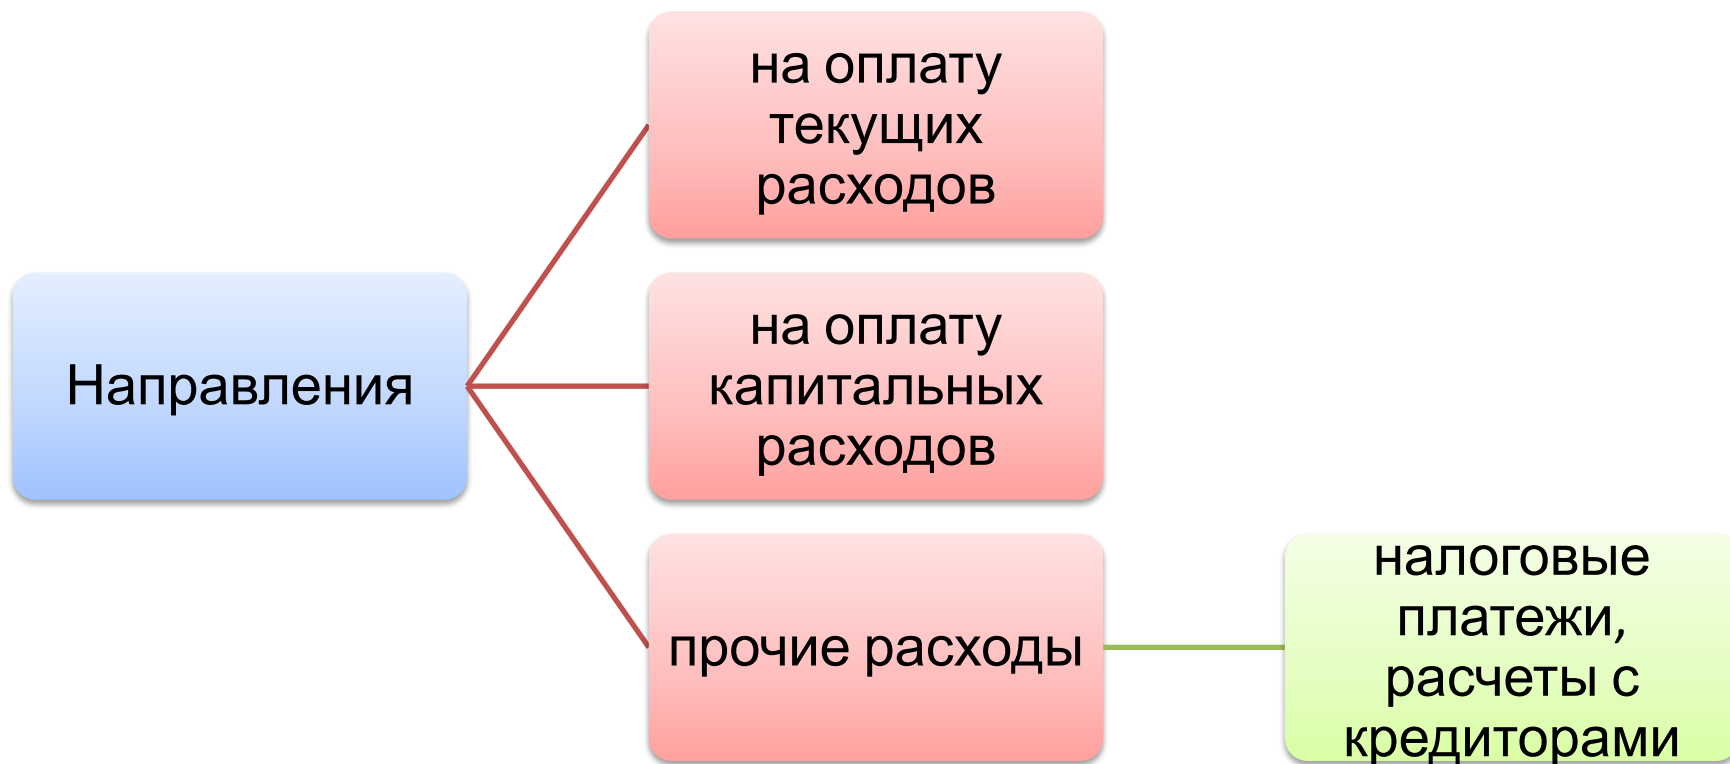 на оплату
текущих
расходов
Направления
на оплату
капитальных
расходов
прочие расходы
налоговые
платежи,
расчеты с
кредиторами